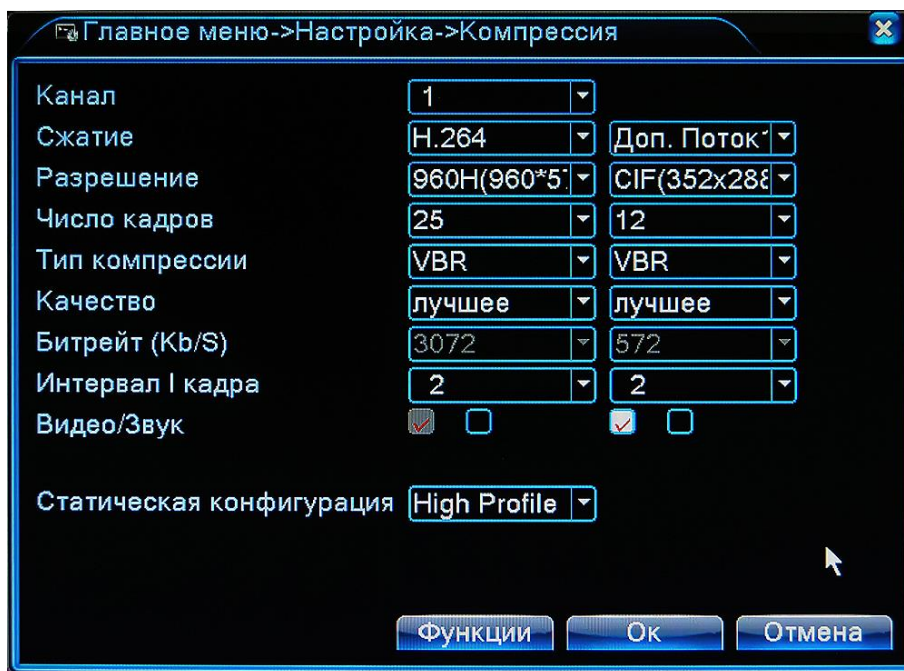 Главное меню->Настройка->Компрессия
Канал 1
Сжатие H.264 Доп. Поток
Разрешение 960H(960*57 CIF(352x288
Число кадров 25 12
Тип компрессии VBR VBR
Качество лучшее лучшее
Битрейт (Kb/S) 3072 572
Интервал I кадра 2 2
Видео/Звук
Статическая конфигурация High Profile
Функции Ок Отмена